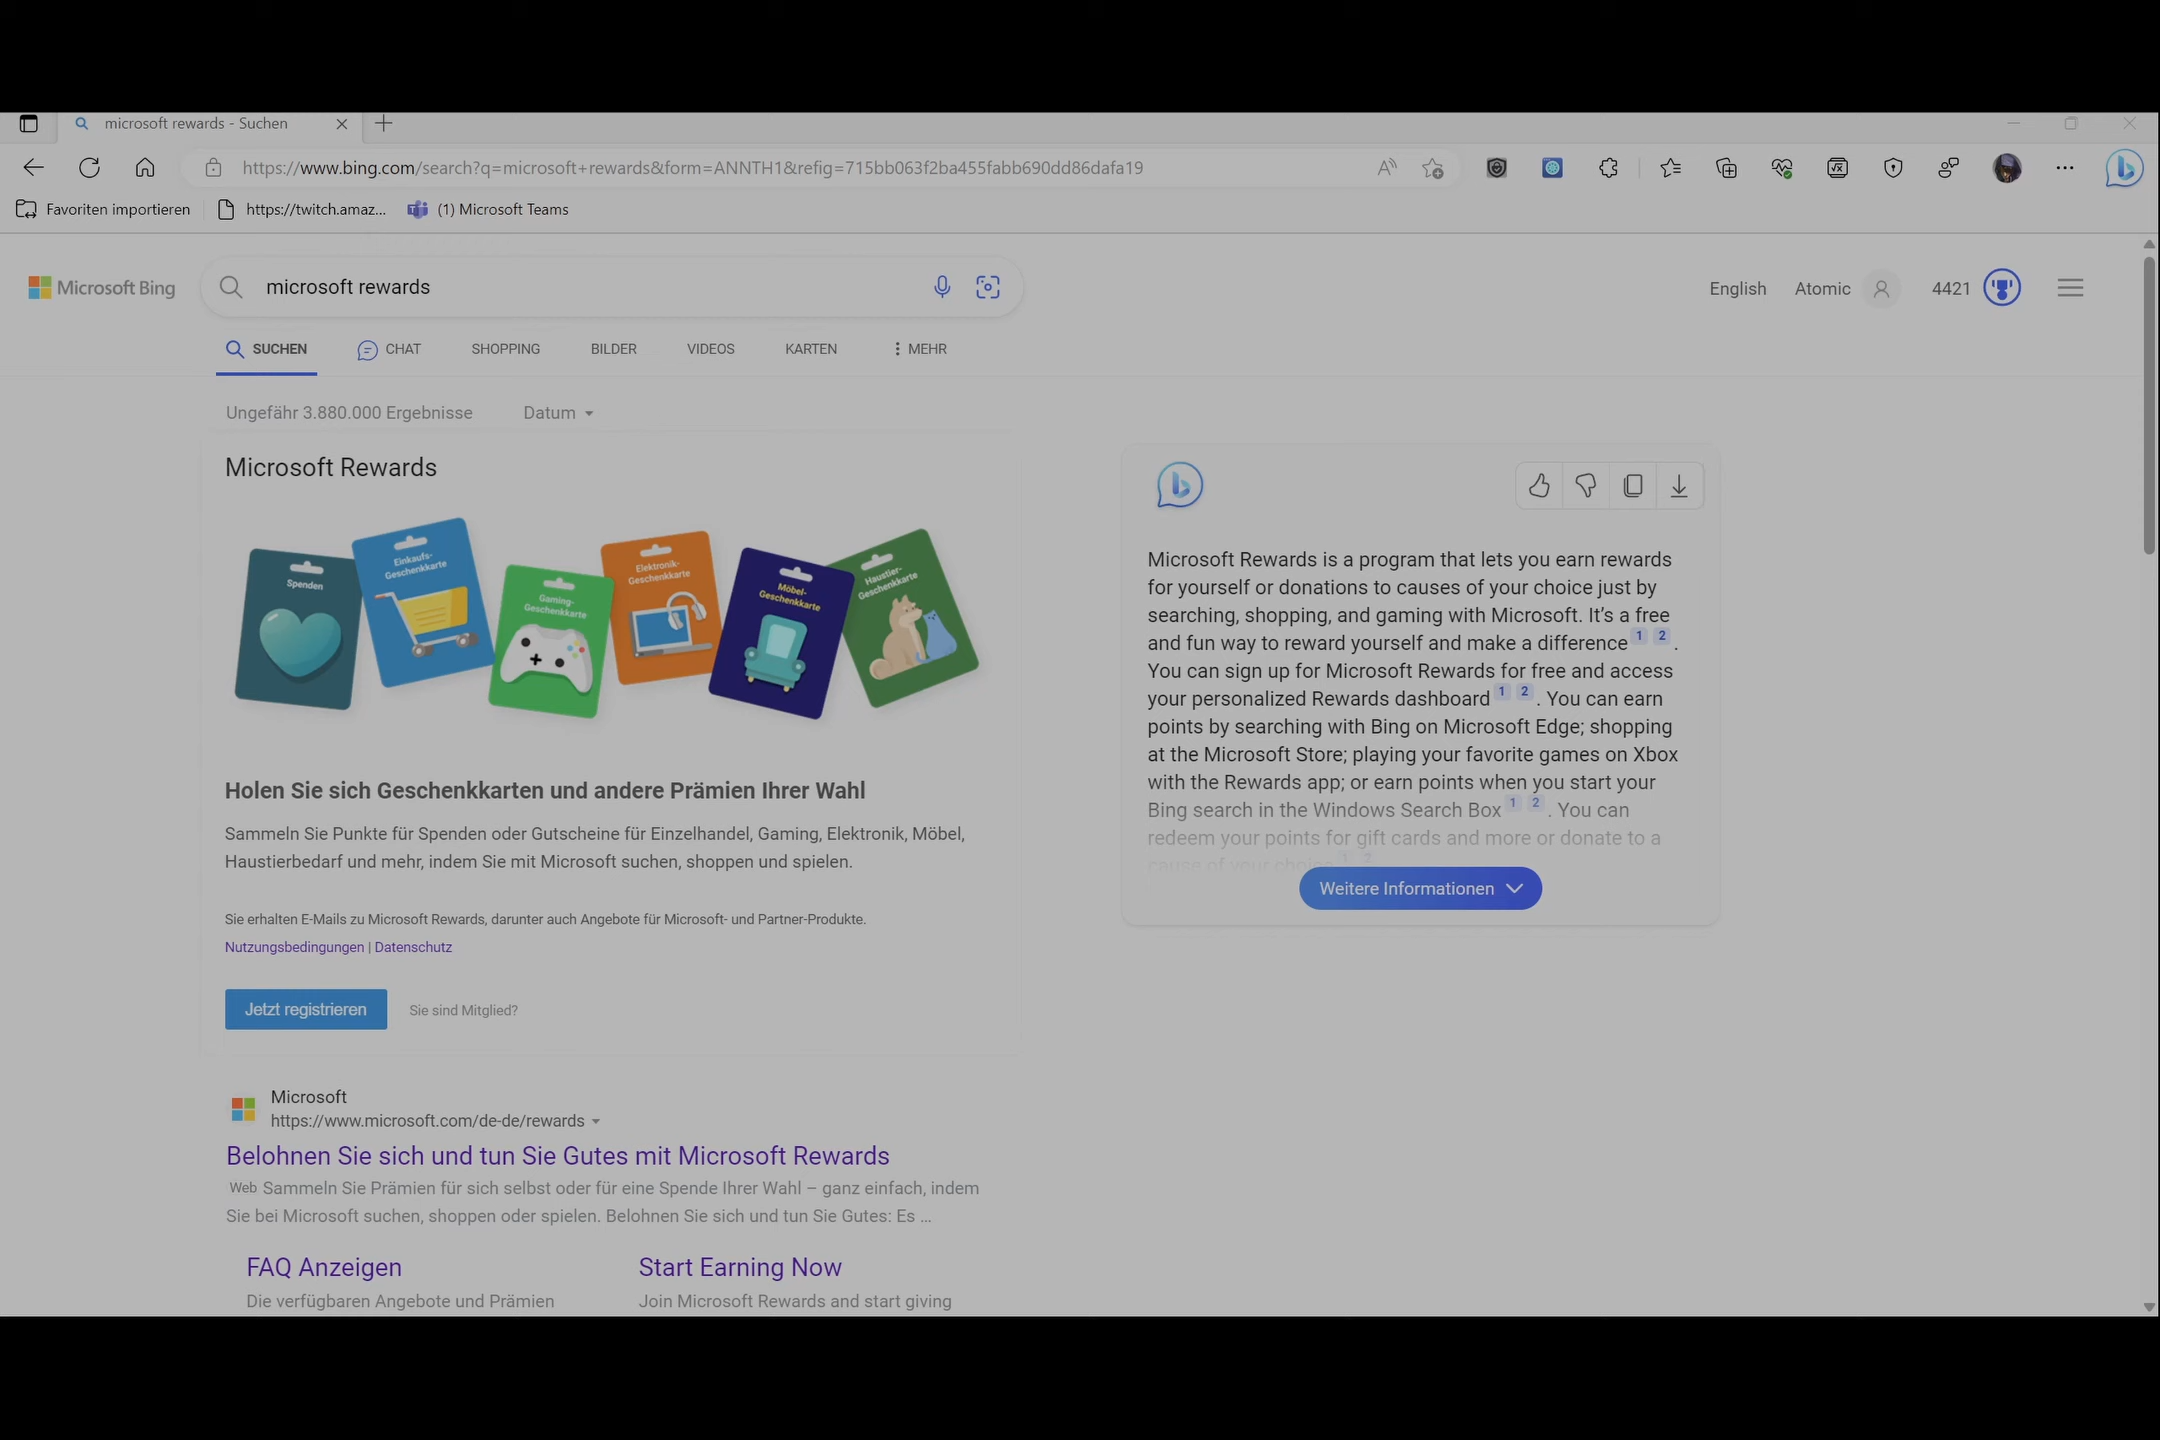 microsoft rewards - Suchen
https://www.bing.com/search?q=microsoft+rewards&form=ANNTH1&refig=715bb063f2ba455fabb690dd86dafa19
Favoriten importieren
https://twitch.amaz...
(1) Microsoft Teams
Microsoft Bing
microsoft rewards
English
Atomic
4421
SUCHEN
CHAT
SHOPPING
BILDER
VIDEOS
KARTEN
MEHR
Ungefähr 3.880.000 Ergebnisse
Datum
Microsoft Rewards
Spenden
Einkaufs-
Geschenkkarte
Gaming-
Geschenkkarte
Elektronik-
Geschenkkarte
Möbel-
Geschenkkarte
Haustier-
Geschenkkarte
Holen Sie sich Geschenkkarten und andere Prämien Ihrer Wahl
Sammeln Sie Punkte für Spenden oder Gutscheine für Einzelhandel, Gaming, Elektronik, Möbel,
Haustierbedarf und mehr, indem Sie mit Microsoft suchen, shoppen und spielen.
Sie erhalten E-Mails zu Microsoft Rewards, darunter auch Angebote für Microsoft- und Partner-Produkte.
Nutzungsbedingungen | Datenschutz
Jetzt registrieren
Sie sind Mitglied?
Microsoft
https://www.microsoft.com/de-de/rewards
Belohnen Sie sich und tun Sie Gutes mit Microsoft Rewards
Web Sammeln Sie Prämien für sich selbst oder für eine Spende Ihrer Wahl – ganz einfach, indem
Sie bei Microsoft suchen, shoppen oder spielen. Belohnen Sie sich und tun Sie Gutes: Es ...
FAQ Anzeigen
Die verfügbaren Angebote und Prämien
Start Earning Now
Join Microsoft Rewards and start giving
Microsoft Rewards is a program that lets you earn rewards
for yourself or donations to causes of your choice just by
searching, shopping, and gaming with Microsoft. It's a free
and fun way to reward yourself and make a difference 1 2 .
You can sign up for Microsoft Rewards for free and access
your personalized Rewards dashboard 1 2 . You can earn
points by searching with Bing on Microsoft Edge; shopping
at the Microsoft Store; playing your favorite games on Xbox
with the Rewards app; or earn points when you start your
Bing search in the Windows Search Box 1 2 . You can
redeem your points for gift cards and more or donate to a
cause of your choice 1 2
Weitere Informationen